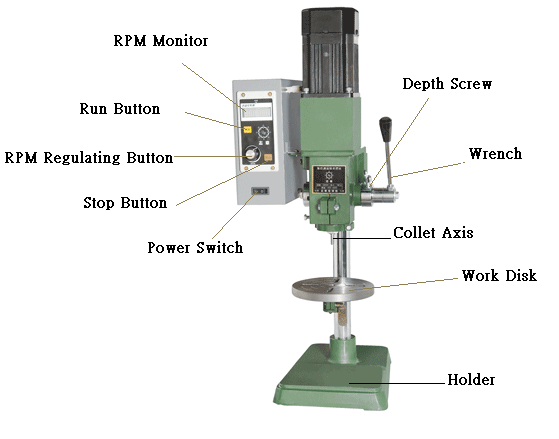 RPM Monitor
Depth Screw
Run Button
Wrench
RPM Regulating Button
Stop Button
Collet Axis
Power Switch
Work Disk
Holder